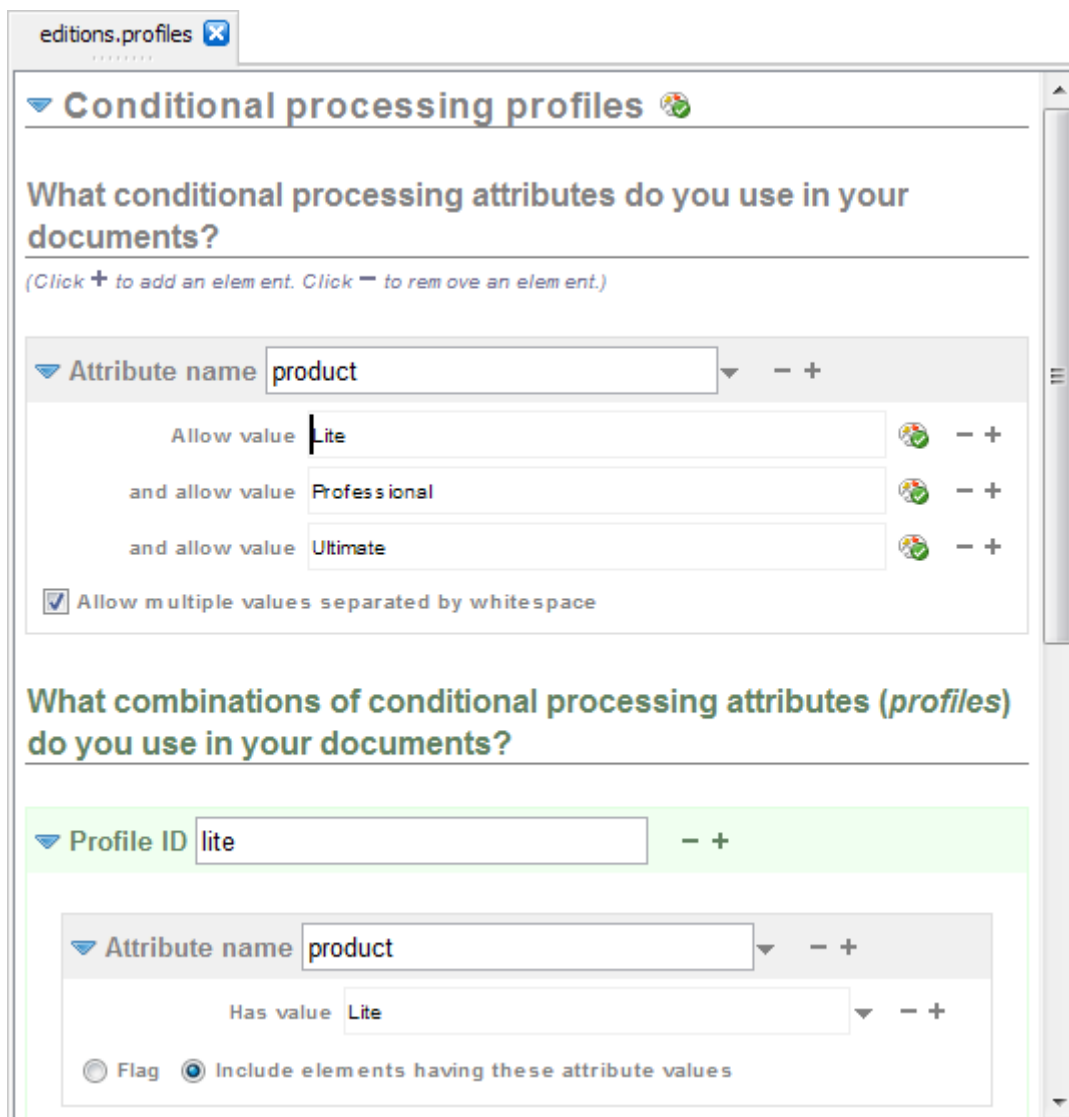 editions.profiles
Conditional processing profiles
What conditional processing attributes do you use in your
documents?
(Click + to add an element. Click − to remove an element.)
Attribute name product − +
Allow value Lite − +
and allow value Professional − +
and allow value Ultimate − +
Allow multiple values separated by whitespace
What combinations of conditional processing attributes (profiles)
do you use in your documents?
Profile ID lite − +
Attribute name product − +
Has value Lite − +
Flag Include elements having these attribute values